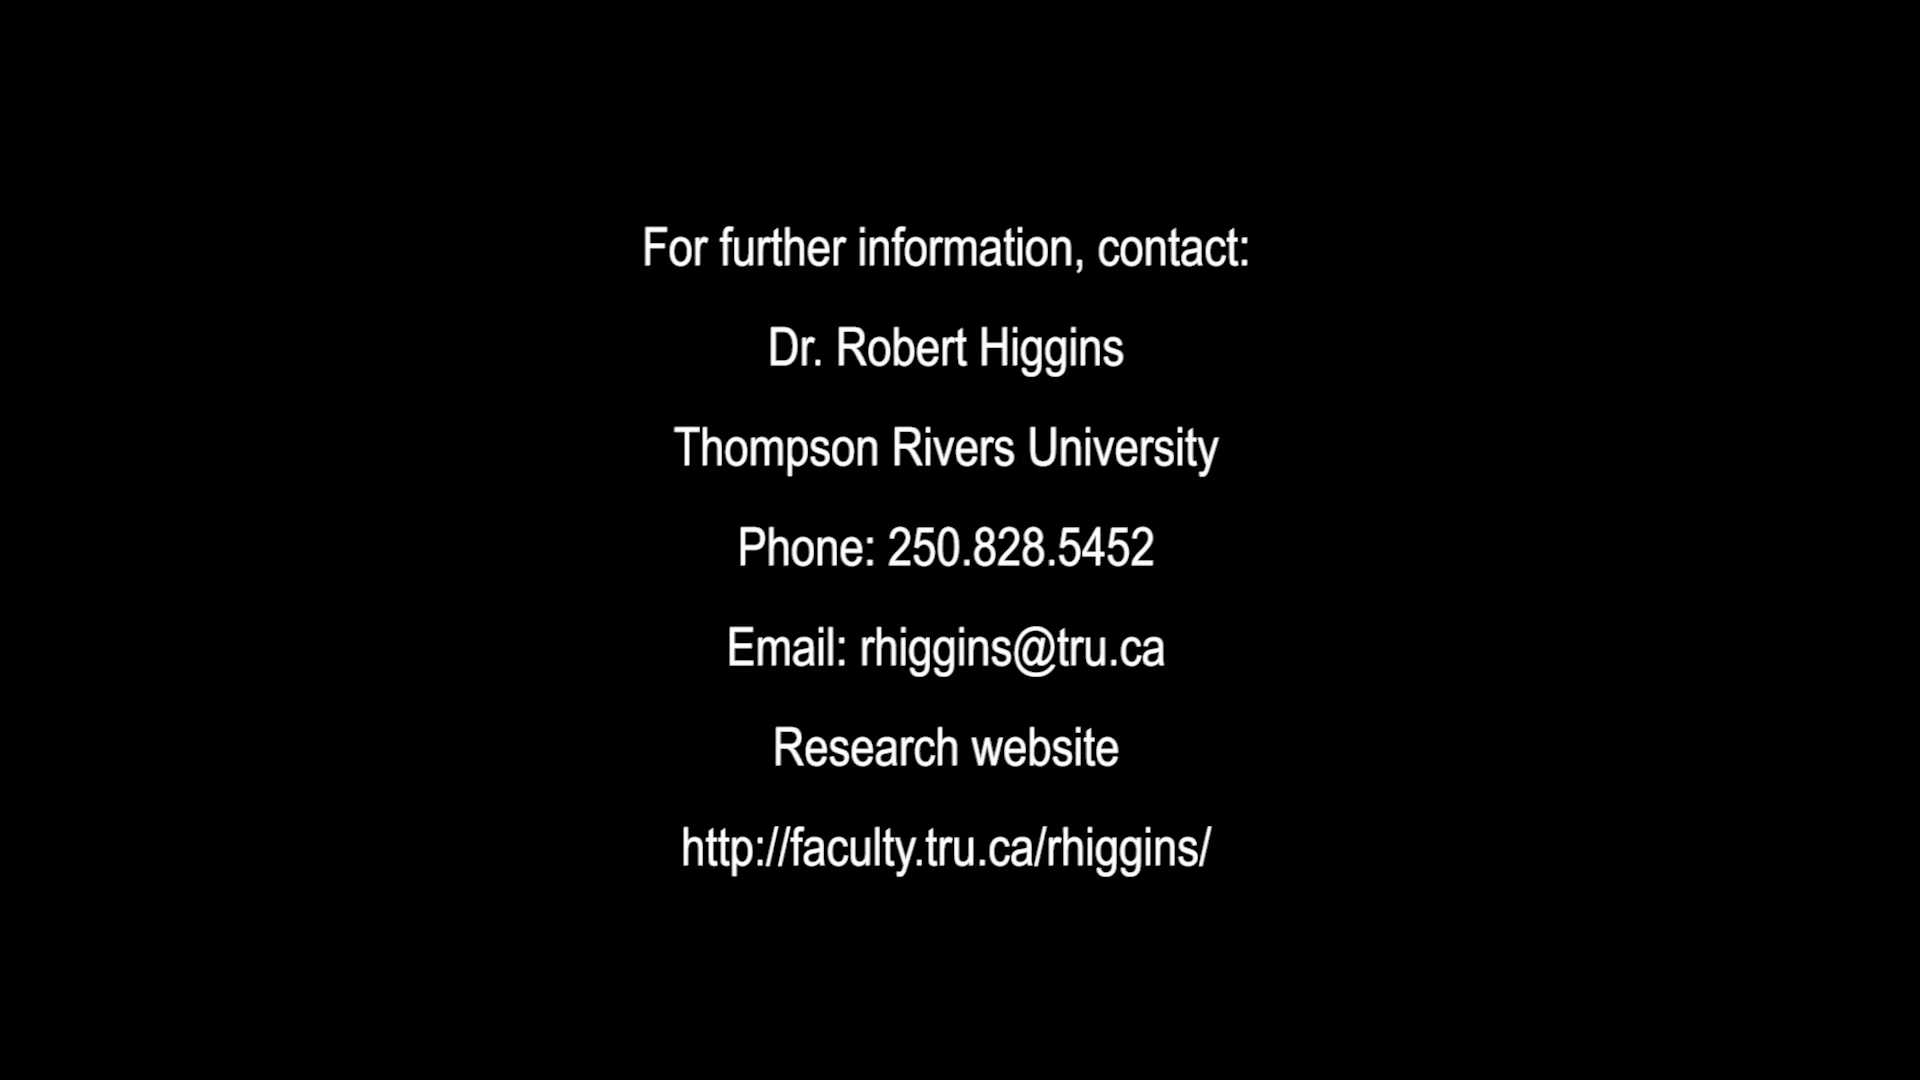 For further information, contact:
Dr. Robert Higgins
Thompson Rivers University
Phone: 250.828.5452
Email: rhiggins@tru.ca
Research website
http://faculty.tru.ca/rhiggins/